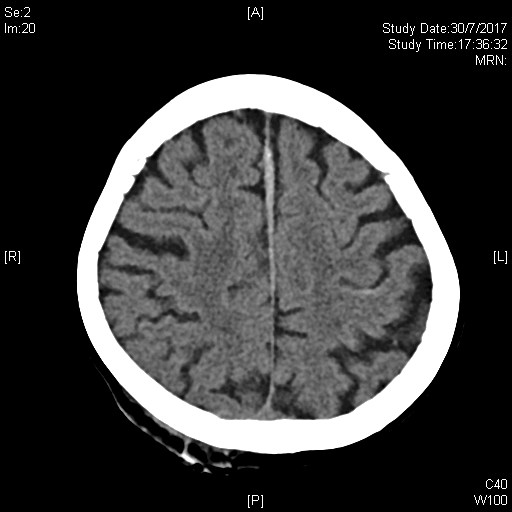 Se:2
Im:20
[A]
Study Date:30/7/2017
Study Time:17:36:32
MRN:
[R]
[L]
[P]
C40
W100